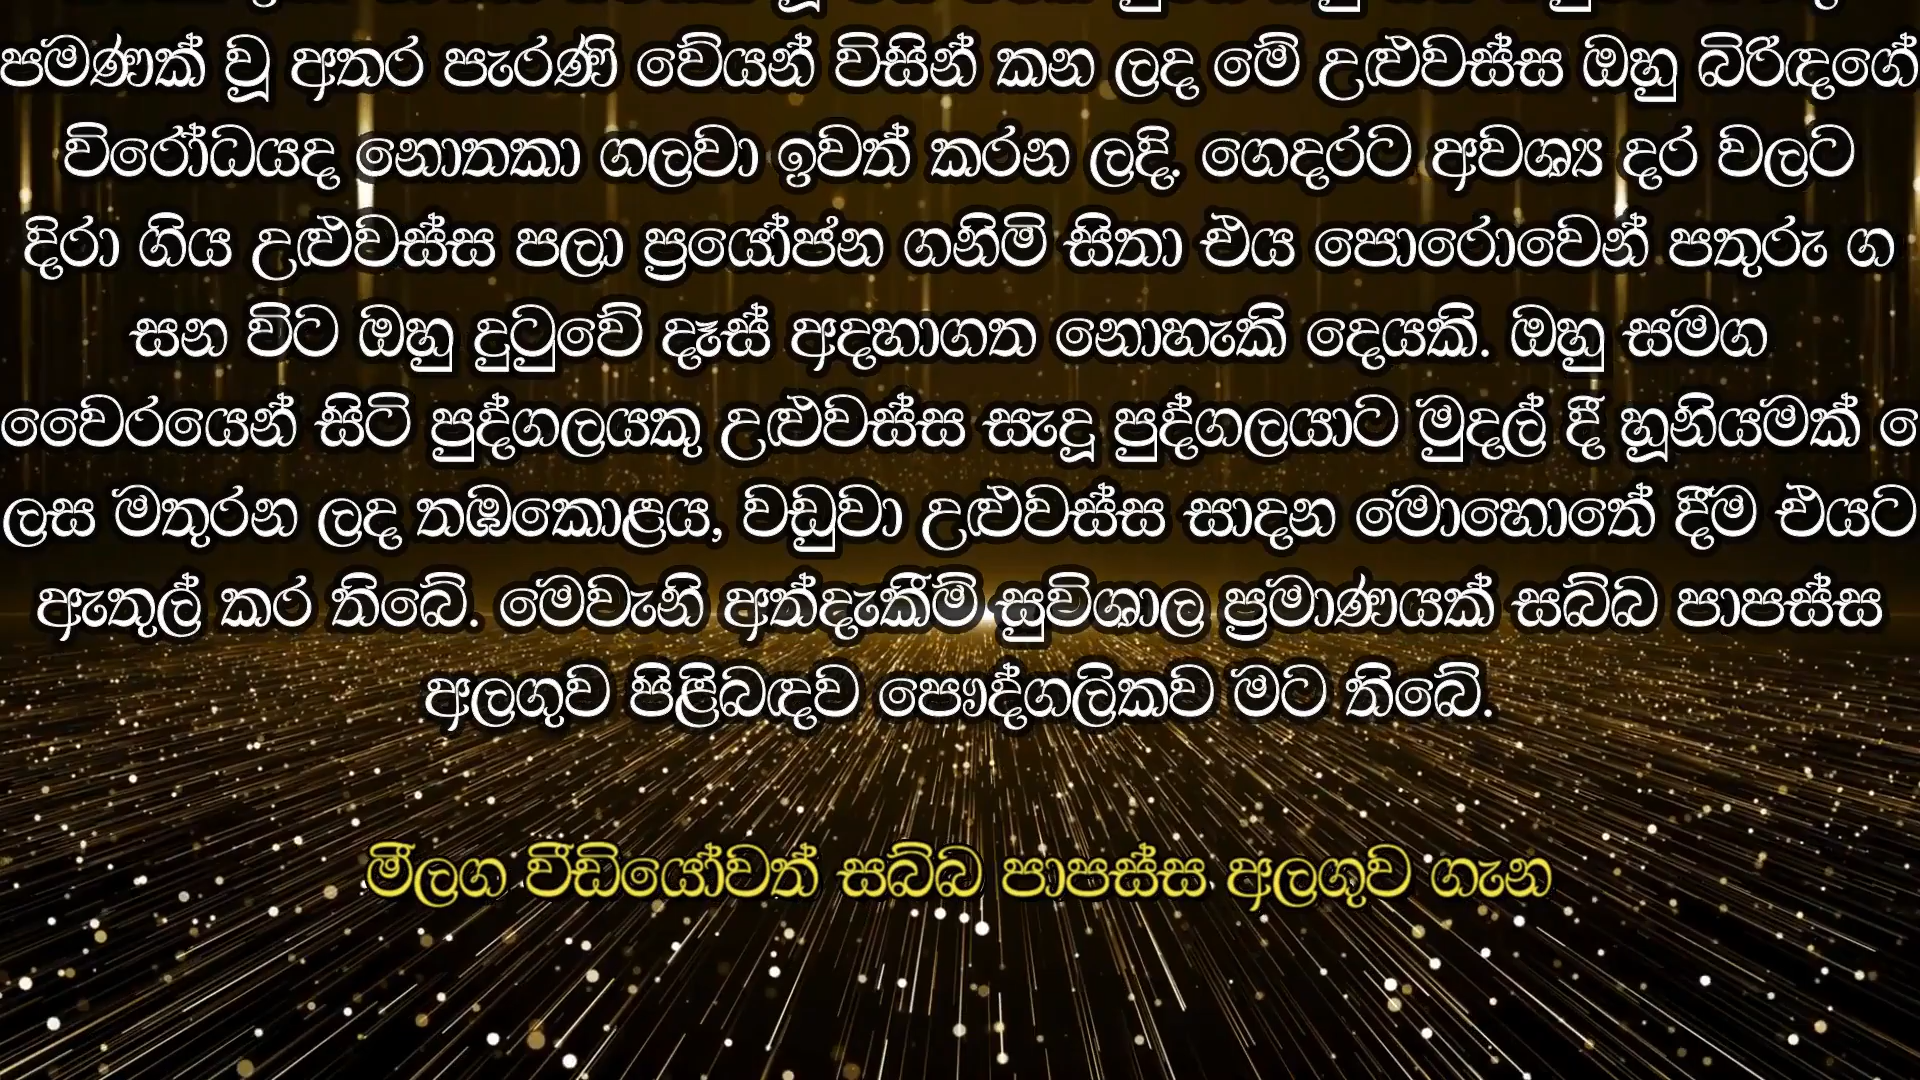 පමණක් වූ අතර පැරණි වේයන් විසින් කන ලද මේ උළුවස්ස ඔහු බිරිඳගේ
විරෝධයද නොතකා ගලවා ඉවත් කරන ලදි. ගෙදරට අවශ්‍ය දර වලට
දිරා ගිය උළුවස්ස පලා ප්‍රයෝජන ගනිමි සිතා එය පොරොවෙන් පතුරු ග
සන විට ඔහු දුටුවේ දෑස් අදහාගත නොහැකි දෙයකි. ඔහු සමග
වෛරයෙන් සිටි පුද්ගලයකු උළුවස්ස සැදූ පුද්ගලයාට මුදල් දී හූනියමක් ලෙ
ලස මතුරන ලද තඹකොළය, වඩුවා උළුවස්ස සාදන මොහොතේ දීම එයට
ඇතුල් කර තිබේ. මෙවැනි අත්දැකීම් සුවිශාල ප්‍රමාණයක් සබ්බ පාපස්ස
අලගුව පිළිබඳව පෞද්ගලිකව මට තිබේ.
මීලග වීඩියෝවත් සබ්බ පාපස්ස අලගුව ගැන